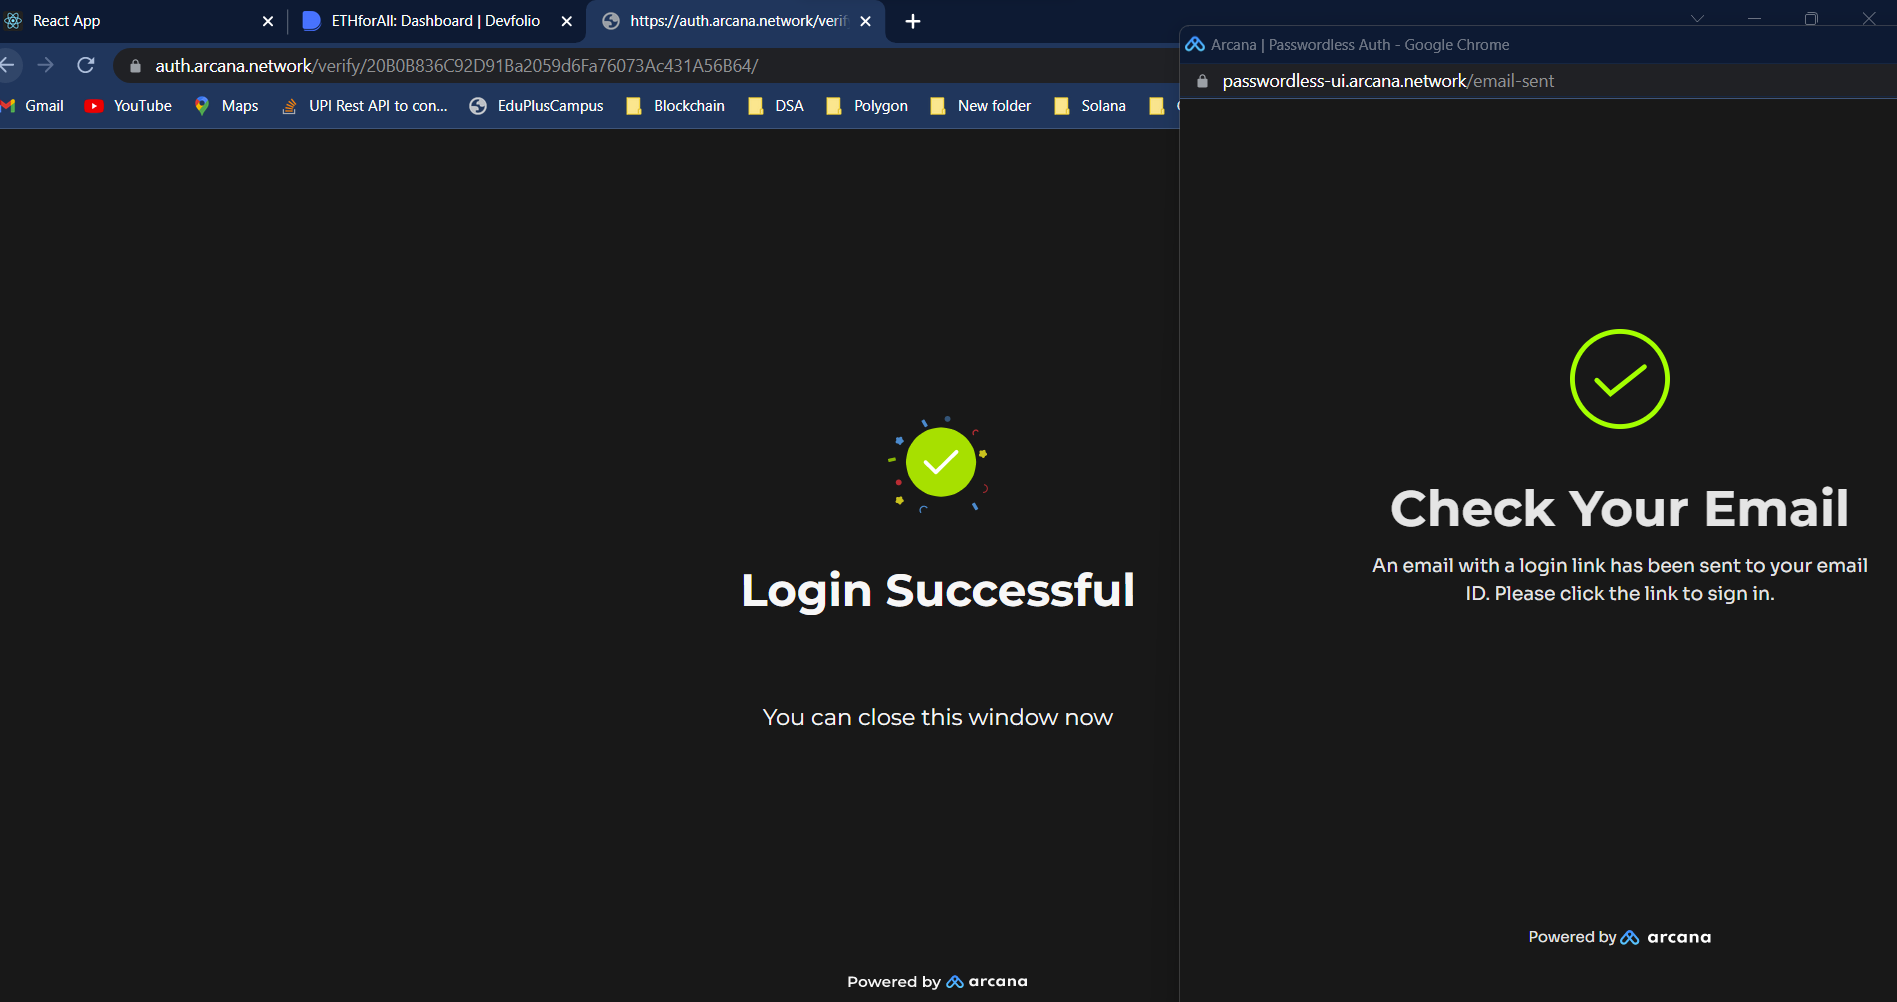 React App
ETHforAll: Dashboard | Devfolio
https://auth.arcana.network/verif
auth.arcana.network/verify/20B0B836C92D91Ba2059d6Fa76073Ac431A56B64/
Gmail
YouTube
Maps
UPI Rest API to con...
EduPlusCampus
Blockchain
DSA
Polygon
New folder
Solana
Login Successful
You can close this window now
Powered by arcana
Arcana | Passwordless Auth - Google Chrome
passwordless-ui.arcana.network/email-sent
Check Your Email
An email with a login link has been sent to your email
ID. Please click the link to sign in.
Powered by arcana